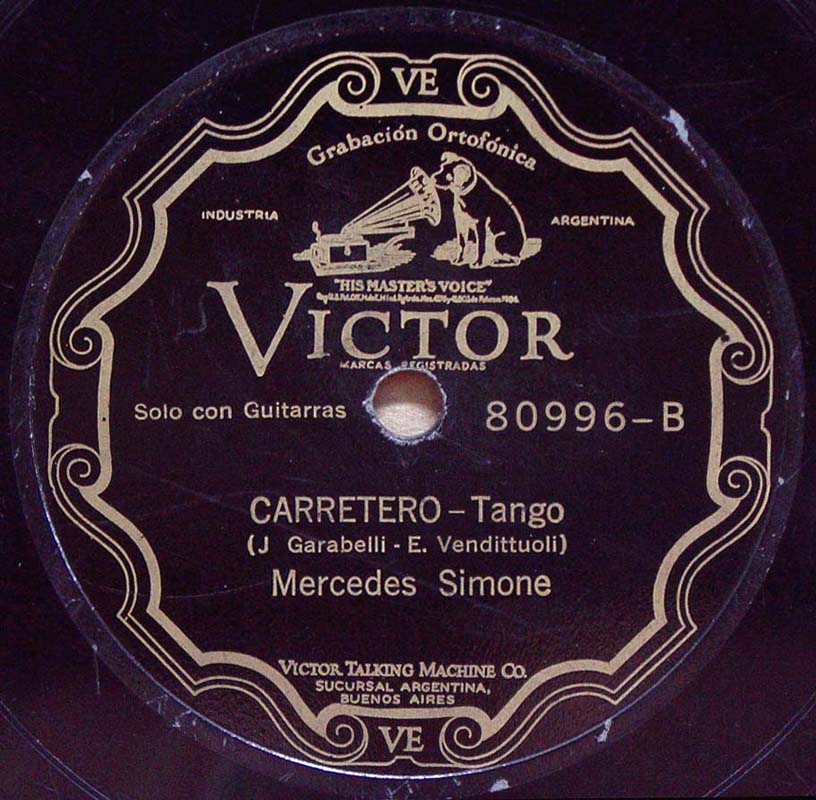 VE
Grabación Ortofónica
INDUSTRIA
ARGENTINA
"HIS MASTER'S VOICE"
VICTOR
MARCAS REGISTRADAS
Solo con Guitarras
80996-B
CARRETERO - Tango
(J Garabelli - E. Vendittuoli)
Mercedes Simone
VICTOR TALKING MACHINE CO.
SUCURSAL ARGENTINA,
BUENOS AIRES
VE